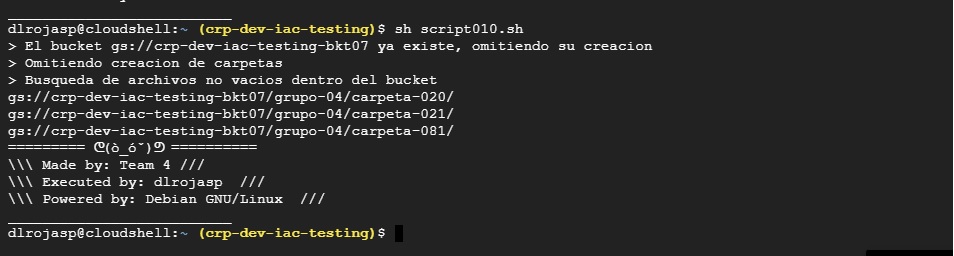 dlrojasp@cloudshell:~ (crp-dev-iac-testing)$ sh script010.sh
> El bucket gs://crp-dev-iac-testing-bkt07 ya existe, omitiendo su creacion
> Omitiendo creacion de carpetas
> Busqueda de archivos no vacios dentro del bucket
gs://crp-dev-iac-testing-bkt07/grupo-04/carpeta-020/
gs://crp-dev-iac-testing-bkt07/grupo-04/carpeta-021/
gs://crp-dev-iac-testing-bkt07/grupo-04/carpeta-081/
========= ლ(ò_óˇ)ᕗ ==========
\\\ Made by: Team 4 ///
\\\ Executed by: dlrojasp  ///
\\\ Powered by: Debian GNU/Linux  ///
dlrojasp@cloudshell:~ (crp-dev-iac-testing)$